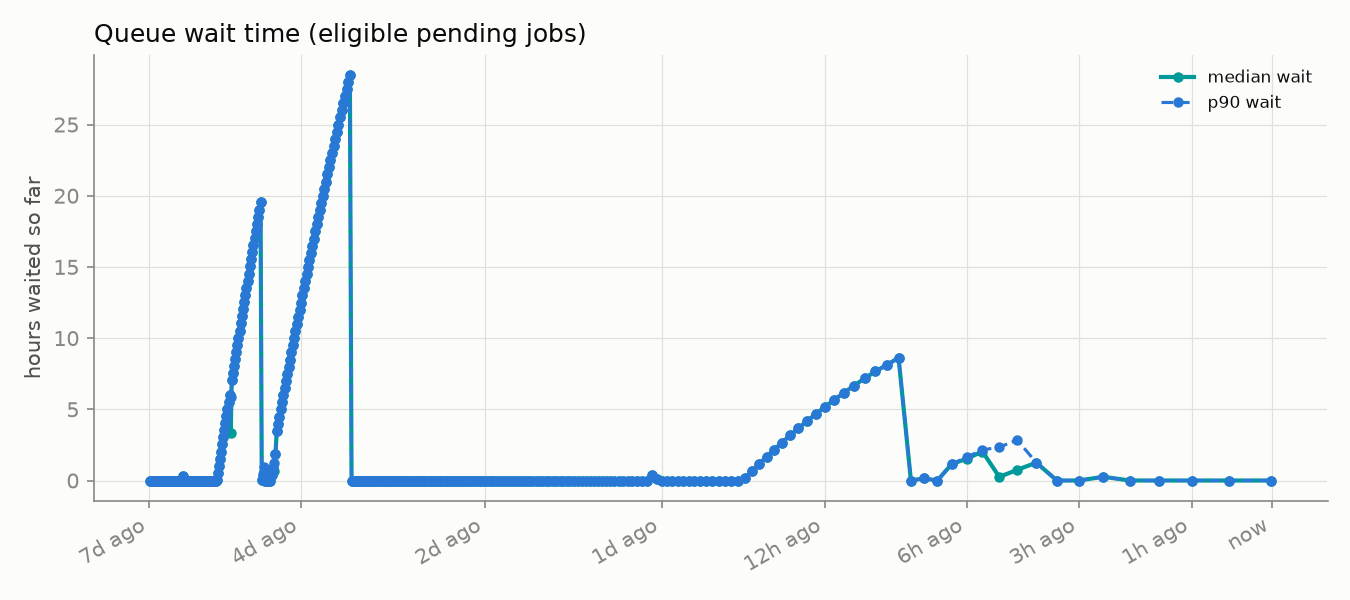 Queue wait time (eligible pending jobs)
median wait
p90 wait
hours waited so far
25
20
15
10
5
0
7d ago
4d ago
2d ago
1d ago
12h ago
6h ago
3h ago
1h ago
now